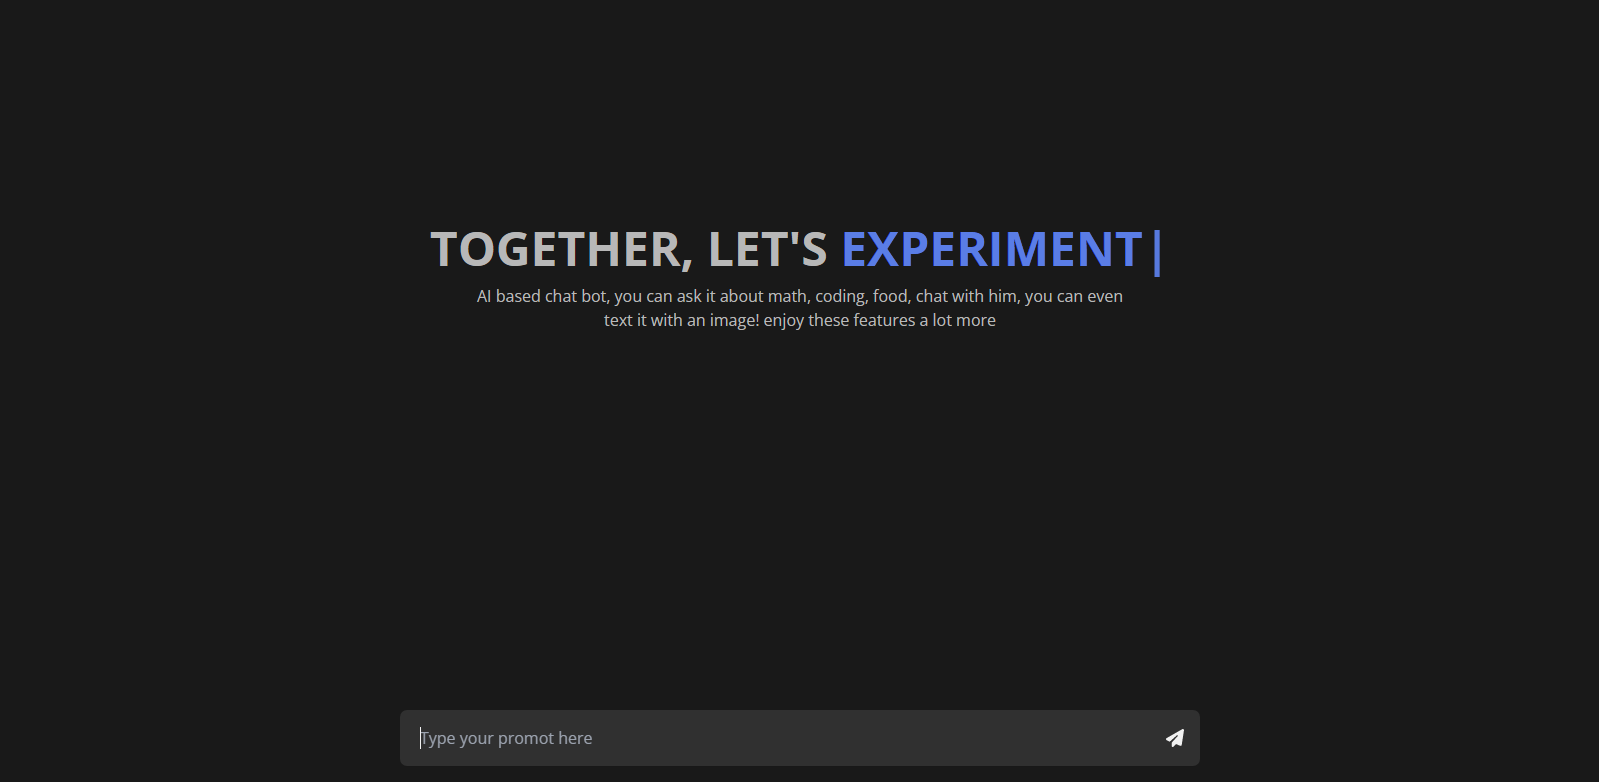 TOGETHER, LET'S EXPERIMENT|
AI based chat bot, you can ask it about math, coding, food, chat with him, you can even
text it with an image! enjoy these features a lot more
Type your promot here